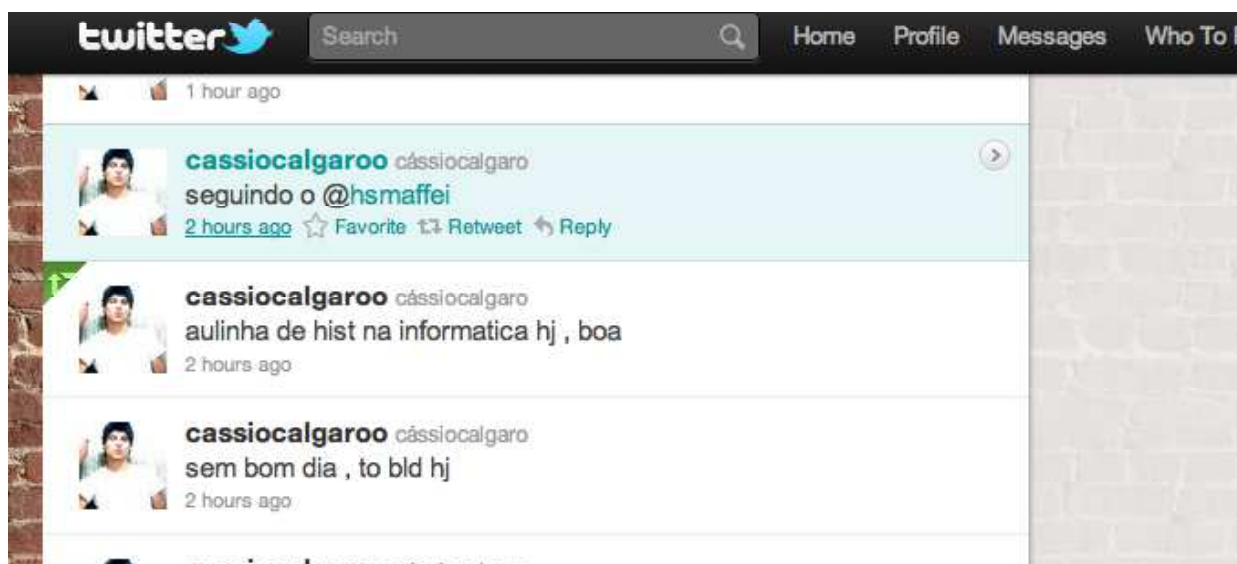 twitter Search Home Profile Messages Who To
1 hour ago
cassiocalgaroo cássiocalgaro
seguindo o @hsmaffei
2 hours ago Favorite Retweet Reply
cassiocalgaroo cássiocalgaro
aulinha de hist na informatica hj , boa
2 hours ago
cassiocalgaroo cássiocalgaro
sem bom dia , to bld hj
2 hours ago